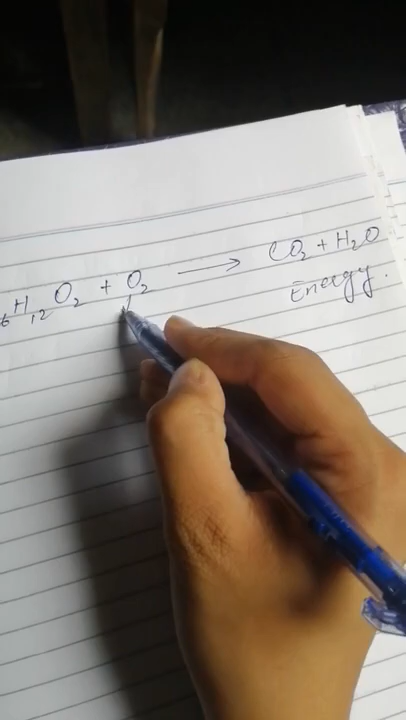 6H12O2 + O2 → CO2 + H2O
Energy.